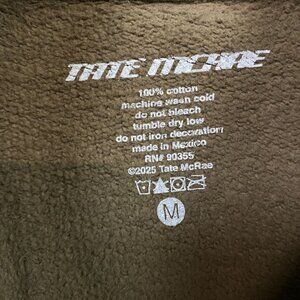 TATE MCRAE
100% cotton
machine wash cold
do not bleach
tumble dry low
do not iron decoration
made in Mexico
RN# 90355
©2025 Tate McRae
M